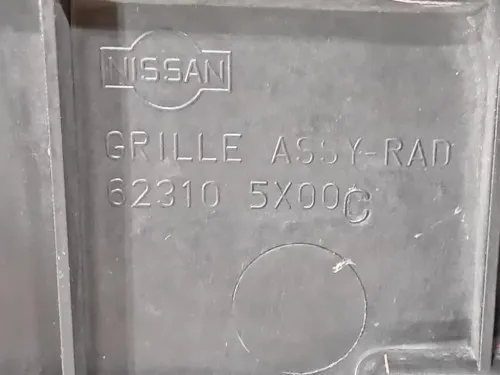 NISSAN
GRILLE ASSY-RAD
62310 5X00C